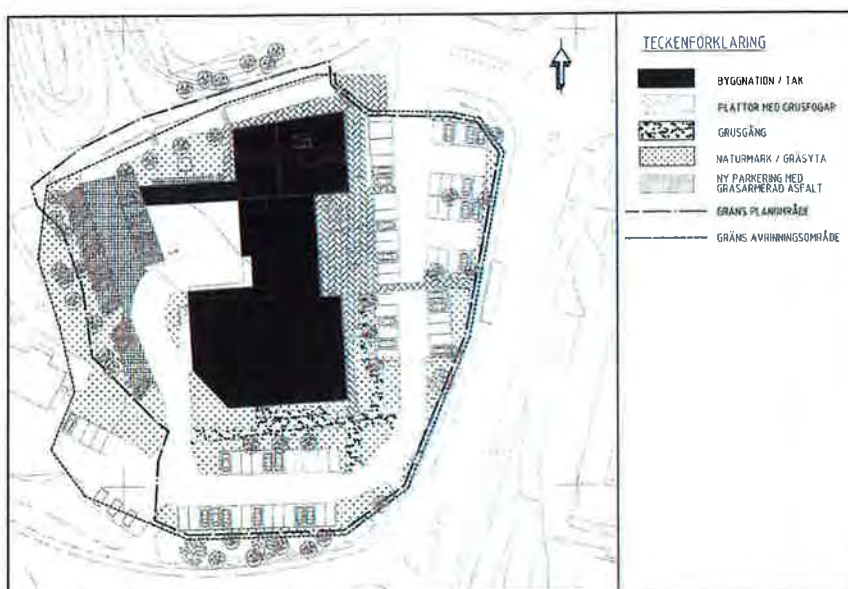 TECKENFÖRKLARING
BYGGNATION / TAK
PLATTOR MED GRUSFOGAR
GRUSGÅNG
NATURMARK / GRÄSYTA
NY PARKERING MED
GRÄSARMERAD ASFALT
GRÄNS PLANOMRÅDE
GRÄNS AVRINNINGSOMRÅDE